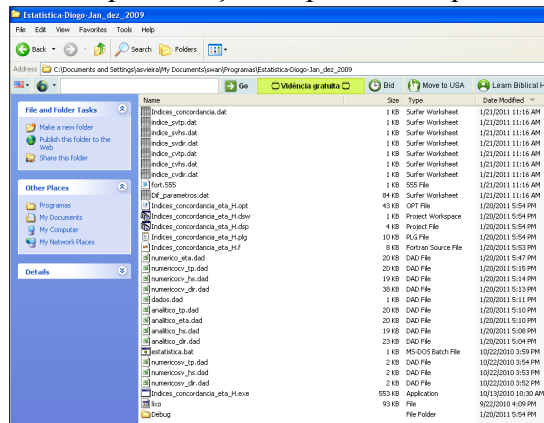 Estatistica-Diogo-Jan_dez_2009
File Edit View Favorites Tools Help
Back Search Folders
Address C:\Documents and Settings\asvieira\My Documents\swan\Programas\Estatistica-Diogo-Jan_dez_2009
Go Vidência gratuita Bid Move to USA Learn Biblical H
File and Folder Tasks
Make a new folder
Publish this folder to the Web
Share this folder
Other Places
Programas
My Documents
My Computer
My Network Places
Details
Name Size Type Date Modified
Indices_concordancia.dat 1 KB Surfer Worksheet 1/21/2011 11:16 AM
indice_svtp.dat 1 KB Surfer Worksheet 1/21/2011 11:16 AM
indice_svhs.dat 1 KB Surfer Worksheet 1/21/2011 11:16 AM
indice_svdir.dat 1 KB Surfer Worksheet 1/21/2011 11:16 AM
indice_cvtp.dat 1 KB Surfer Worksheet 1/21/2011 11:16 AM
indice_cvhs.dat 1 KB Surfer Worksheet 1/21/2011 11:16 AM
indice_cvdir.dat 1 KB Surfer Worksheet 1/21/2011 11:16 AM
fort.555 1 KB 555 File 1/21/2011 11:16 AM
Dif_parametros.dat 84 KB Surfer Worksheet 1/21/2011 11:16 AM
Indices_concordancia_eta_H.opt 43 KB OPT File 1/20/2011 5:54 PM
Indices_concordancia_eta_H.dsw 1 KB Project Workspace 1/20/2011 5:54 PM
Indices_concordancia_eta_H.dsp 4 KB Project File 1/20/2011 5:54 PM
Indices_concordancia_eta_H.plg 10 KB PLG File 1/20/2011 5:54 PM
Indices_concordancia_eta_H.f 8 KB Fortran Source File 1/20/2011 5:53 PM
numerico_eta.dad 20 KB DAD File 1/20/2011 5:47 PM
numericocv_tp.dad 20 KB DAD File 1/20/2011 5:15 PM
numericocv_hs.dad 19 KB DAD File 1/20/2011 5:14 PM
numericocv_dir.dad 38 KB DAD File 1/20/2011 5:13 PM
dados.dad 1 KB DAD File 1/20/2011 5:11 PM
analitico_tp.dad 20 KB DAD File 1/20/2011 5:10 PM
analitico_eta.dad 20 KB DAD File 1/20/2011 5:10 PM
analitico_hs.dad 19 KB DAD File 1/20/2011 5:08 PM
analitico_dir.dad 23 KB DAD File 1/20/2011 5:04 PM
estatistica.bat 1 KB MS-DOS Batch File 10/22/2010 3:59 PM
numericosv_tp.dad 2 KB DAD File 10/22/2010 3:54 PM
numericosv_hs.dad 2 KB DAD File 10/22/2010 3:53 PM
numericosv_dir.dad 2 KB DAD File 10/22/2010 3:52 PM
Indices_concordancia_eta_H.exe 553 KB Application 10/13/2010 10:30 AM
lixo 93 KB File 9/22/2010 4:09 PM
Debug File Folder 1/20/2011 5:54 PM